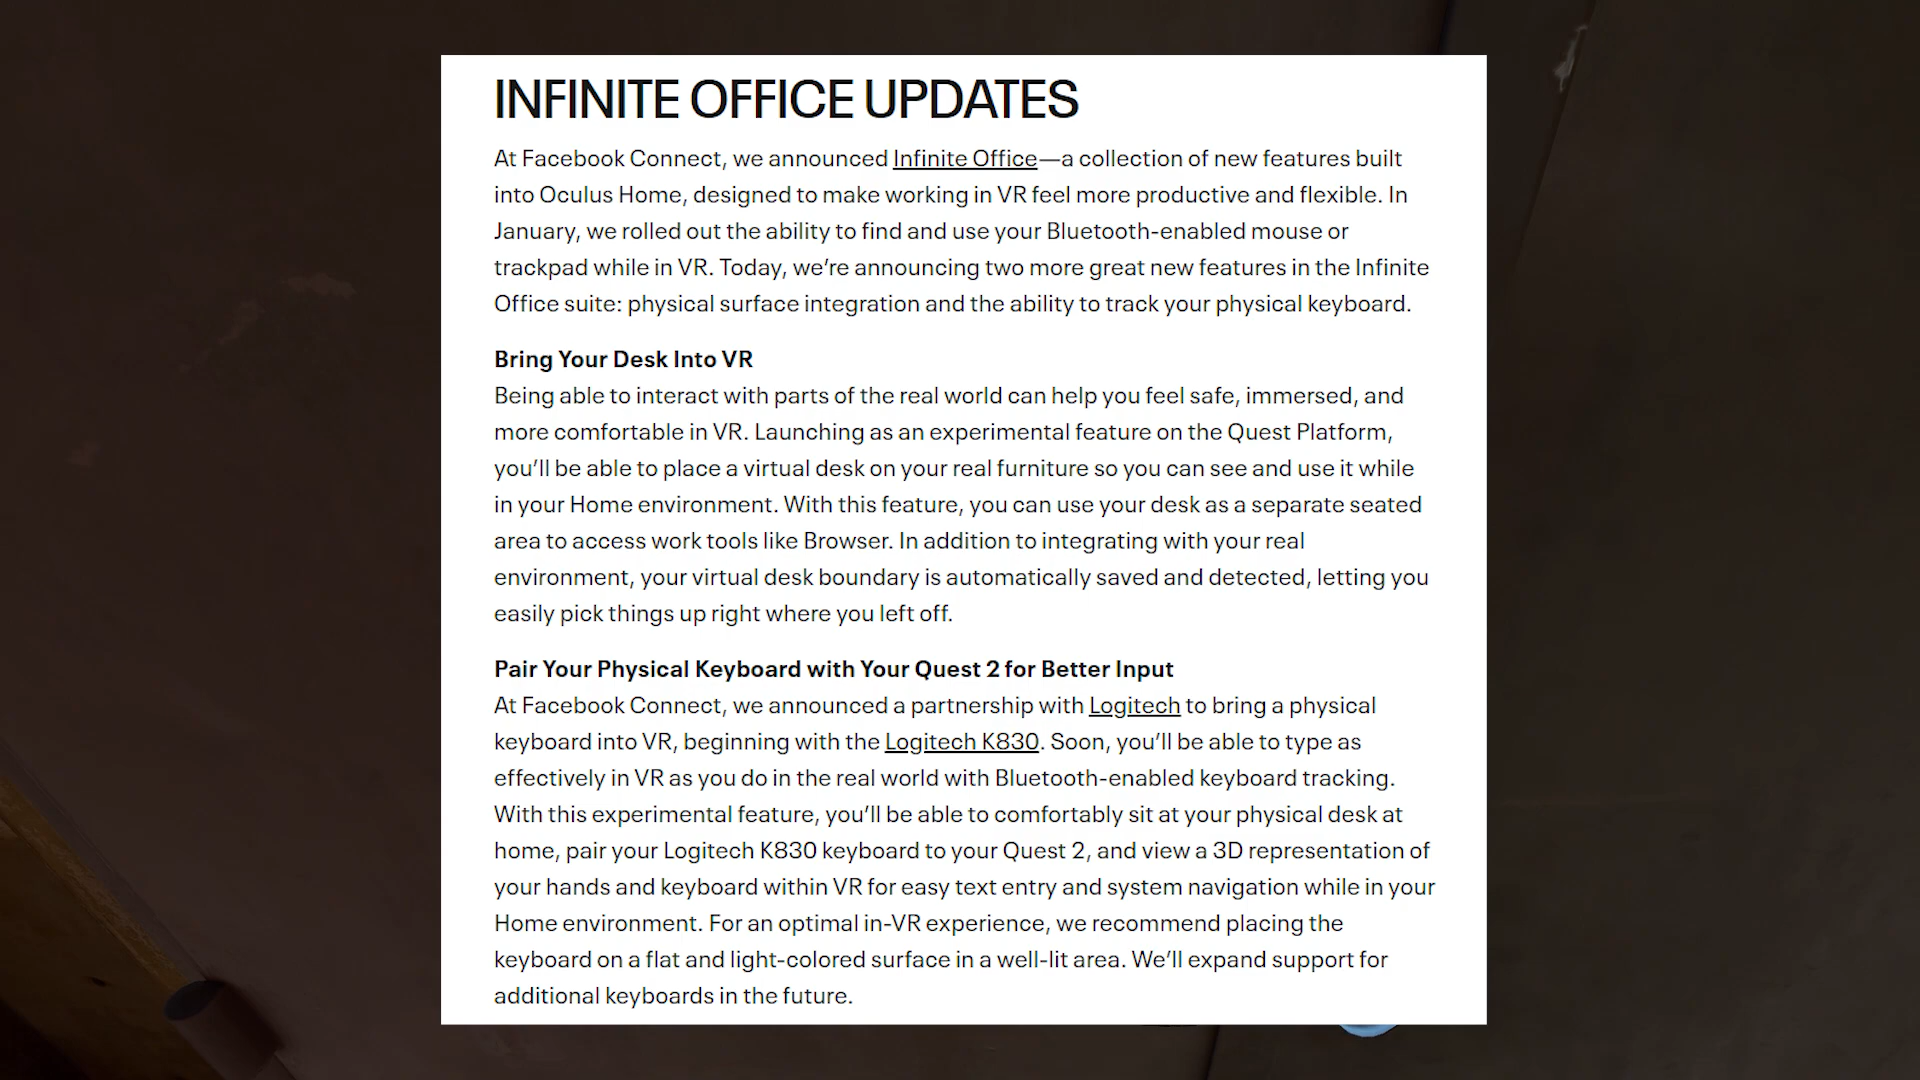 INFINITE OFFICE UPDATES
At Facebook Connect, we announced Infinite Office—a collection of new features built
into Oculus Home, designed to make working in VR feel more productive and flexible. In
January, we rolled out the ability to find and use your Bluetooth-enabled mouse or
trackpad while in VR. Today, we’re announcing two more great new features in the Infinite
Office suite: physical surface integration and the ability to track your physical keyboard.
Bring Your Desk Into VR
Being able to interact with parts of the real world can help you feel safe, immersed, and
more comfortable in VR. Launching as an experimental feature on the Quest Platform,
you’ll be able to place a virtual desk on your real furniture so you can see and use it while
in your Home environment. With this feature, you can use your desk as a separate seated
area to access work tools like Browser. In addition to integrating with your real
environment, your virtual desk boundary is automatically saved and detected, letting you
easily pick things up right where you left off.
Pair Your Physical Keyboard with Your Quest 2 for Better Input
At Facebook Connect, we announced a partnership with Logitech to bring a physical
keyboard into VR, beginning with the Logitech K830. Soon, you’ll be able to type as
effectively in VR as you do in the real world with Bluetooth-enabled keyboard tracking.
With this experimental feature, you’ll be able to comfortably sit at your physical desk at
home, pair your Logitech K830 keyboard to your Quest 2, and view a 3D representation of
your hands and keyboard within VR for easy text entry and system navigation while in your
Home environment. For an optimal in-VR experience, we recommend placing the
keyboard on a flat and light-colored surface in a well-lit area. We’ll expand support for
additional keyboards in the future.